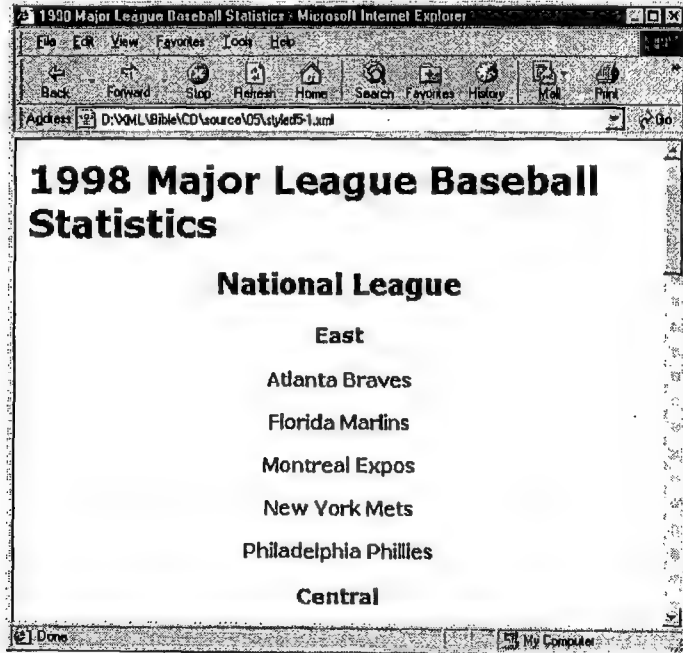 1998 Major League Baseball Statistics - Microsoft Internet Explorer
File Edit View Favorites Tools Help
Back Forward Stop Refresh Home Search Favorites History Mail Print
Address D:\XML\Bible\CD\source\05\styled5-1.xml Go
1998 Major League Baseball
Statistics
National League
East
Atlanta Braves
Florida Marlins
Montreal Expos
New York Mets
Philadelphia Phillies
Central
Done My Computer